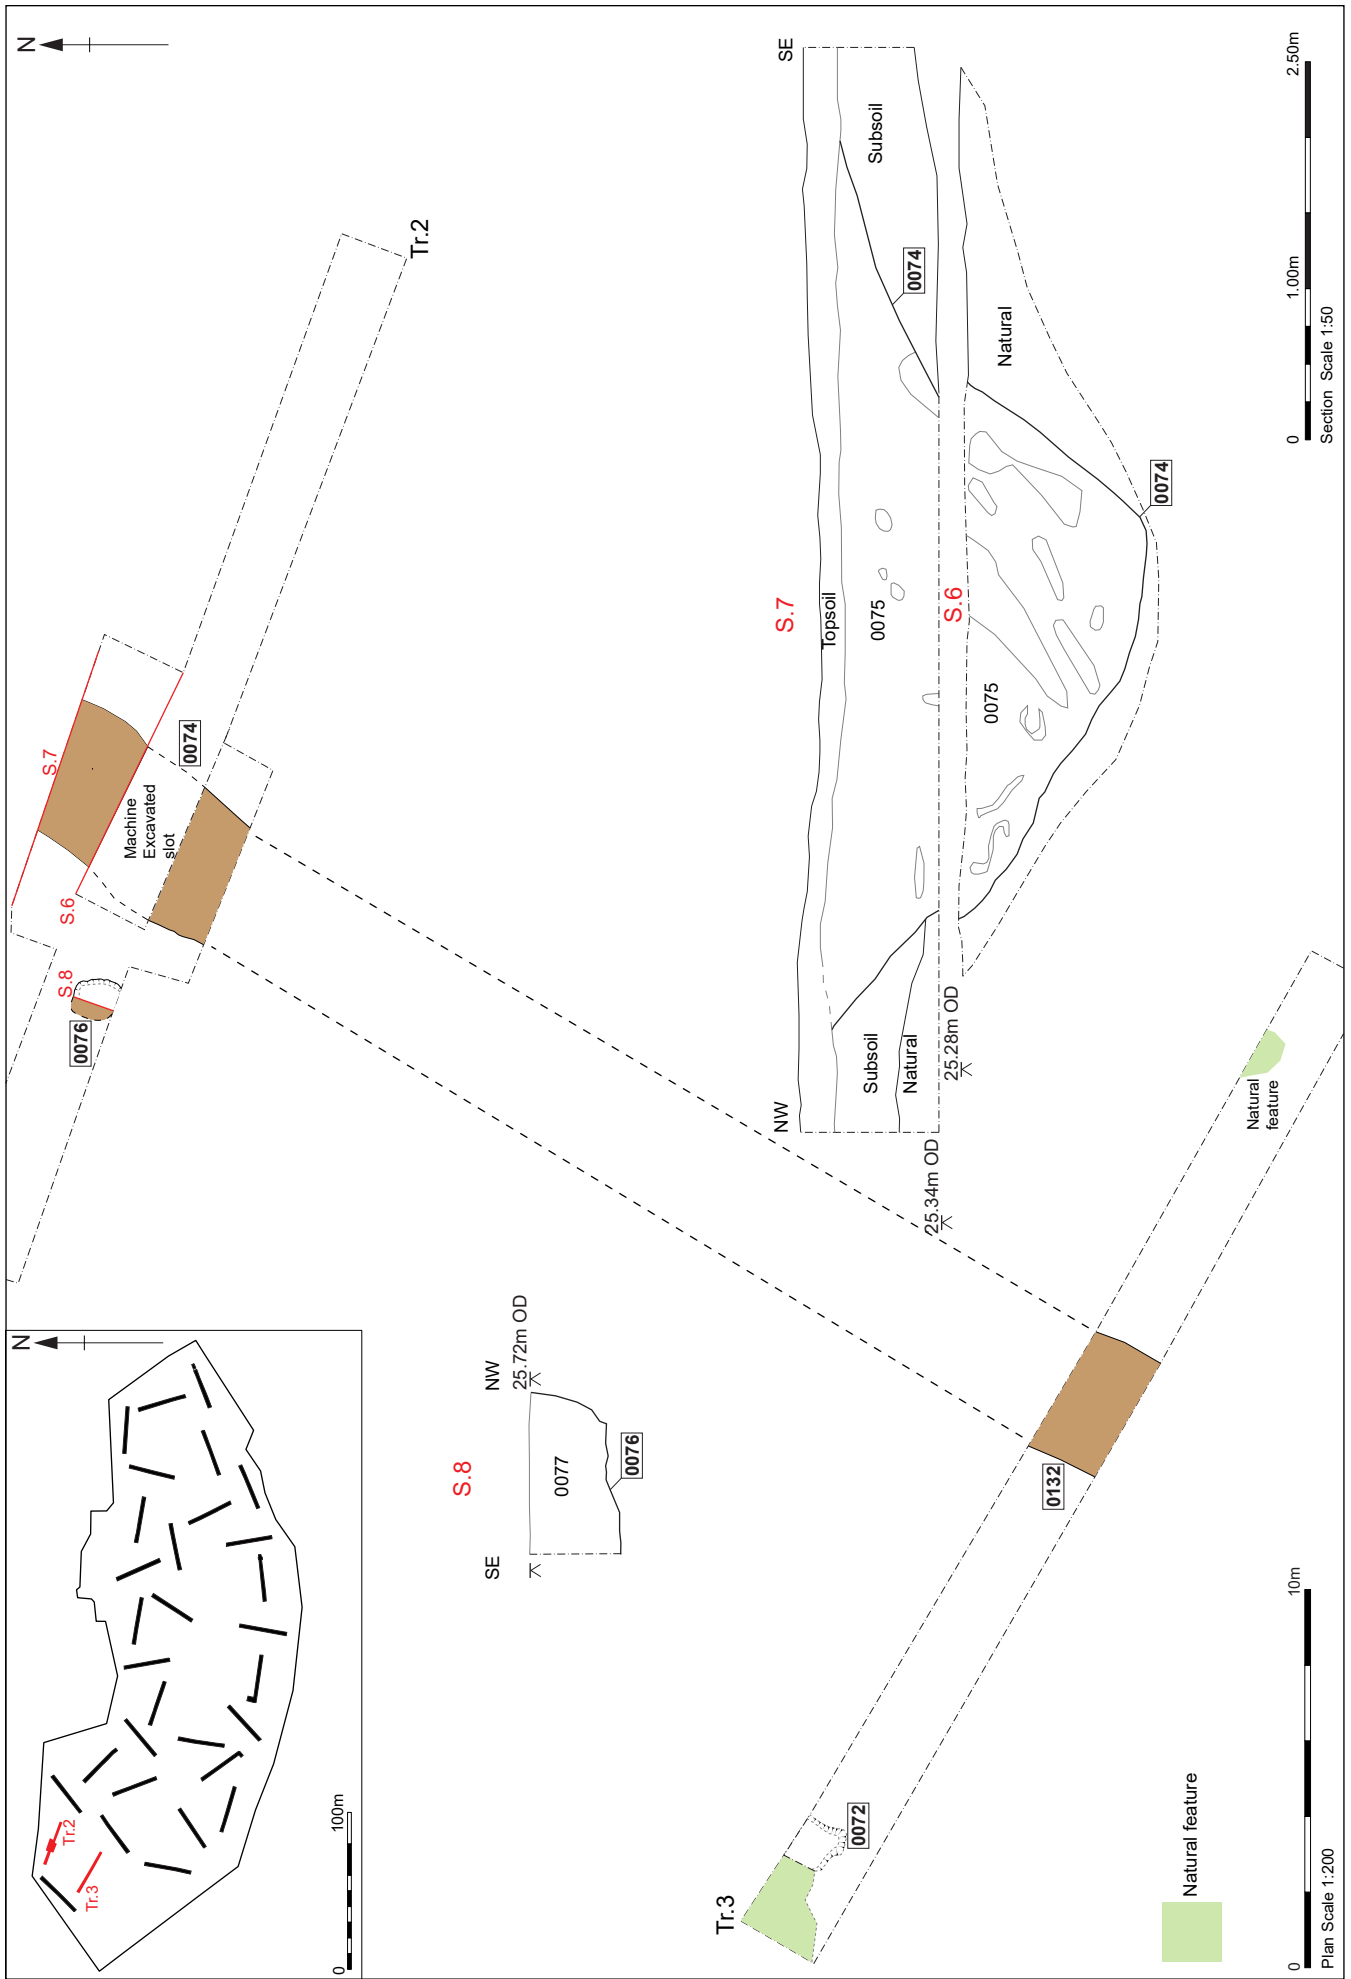 N
Tr.2
Tr.3
0
100m
N
S.7
S.6
S.8
0076
0074
Machine
Excavated
slot
Tr.2
S.8
SE
NW
25.72m OD
0077
0076
S.7
NW
SE
Topsoil
Subsoil
Natural
0075
0074
Subsoil
25.34m OD
S.6
25.28m OD
0075
Natural
0074
Tr.3
0072
0132
Natural
feature
Natural feature
0
10m
Plan Scale 1:200
0
1.00m
2.50m
Section Scale 1:50